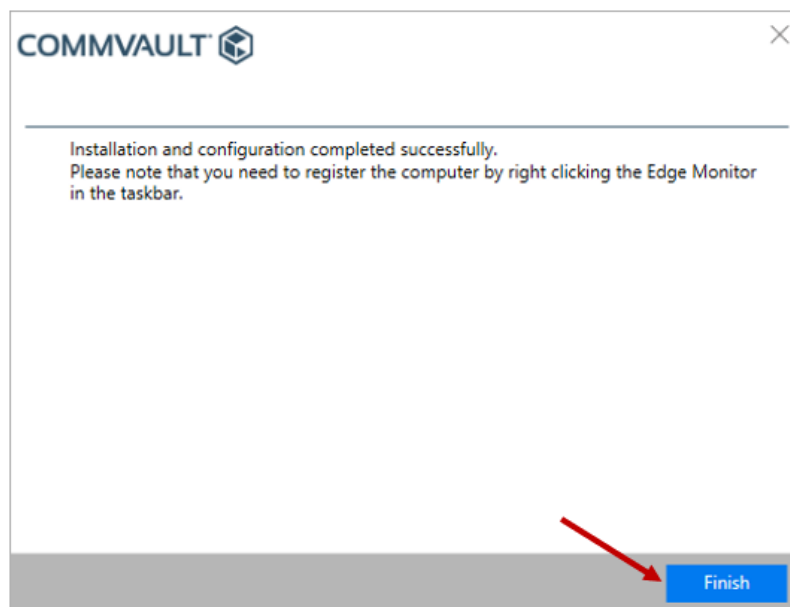 COMMVAULT
Installation and configuration completed successfully.
Please note that you need to register the computer by right clicking the Edge Monitor
in the taskbar.
Finish